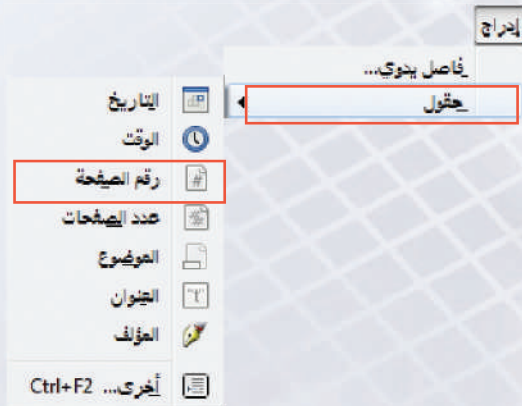 إدراج
فاصل يدوي...
حقول
التاريخ
الوقت
رقم الصفحة
عدد الصفحات
الموضوع
العنوان
المؤلف
أخرى... Ctrl+F2